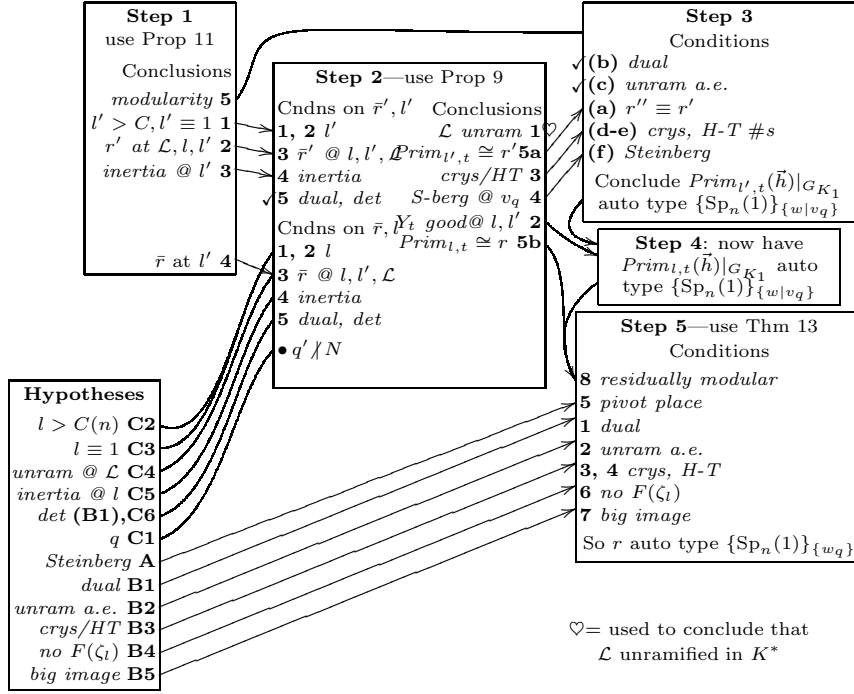 Step 1
use Prop 11
Conclusions
modularity 5
l′ > C, l′ ≡ 1 1
r′ at ℒ, l, l′ 2
inertia @ l′ 3
r̄ at l′ 4
Step 2—use Prop 9
Cndns on r̄′, l′
1, 2 l′
3 r̄′ @ l, l′, ℒ
4 inertia
✓5 dual, det
Cndns on r̄, l
1, 2 l
3 r̄ @ l, l′, ℒ
4 inertia
5 dual, det
• q′ ∤ N
Conclusions
ℒ unram 1♡
Prim_{l′,t} ≅ r′ 5a
crys/HT 3
S-berg @ v_q 4
Y_t good@ l, l′ 2
Prim_{l,t} ≅ r 5b
Step 3
Conditions
✓(b) dual
✓(c) unram a.e.
(a) r″ ≡ r′
(d-e) crys, H-T #s
(f) Steinberg
Conclude Prim_{l′,t}(h⃗)|_{G_{K_1}}
auto type {Sp_n(1)}_{{w|v_q}}
Step 4: now have
Prim_{l,t}(h⃗)|_{G_{K_1}} auto
type {Sp_n(1)}_{{w|v_q}}
Step 5—use Thm 13
Conditions
8 residually modular
5 pivot place
1 dual
2 unram a.e.
3, 4 crys, H-T
6 no F(ζ_l)
7 big image
So r auto type {Sp_n(1)}_{{w_q}}
Hypotheses
l > C(n) C2
l ≡ 1 C3
unram @ ℒ C4
inertia @ l C5
det (B1),C6
q C1
Steinberg A
dual B1
unram a.e. B2
crys/HT B3
no F(ζ_l) B4
big image B5
♡= used to conclude that
ℒ unramified in K*